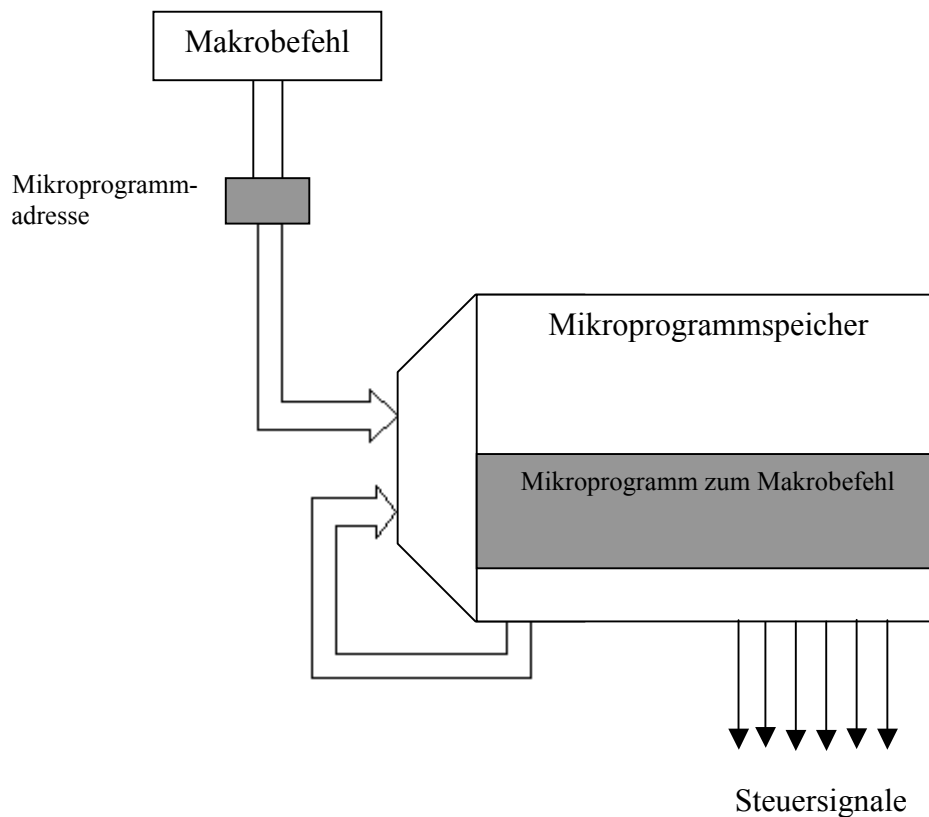 Makrobefehl
Mikroprogramm-
adresse
Mikroprogrammspeicher
Mikroprogramm zum Makrobefehl
Steuersignale